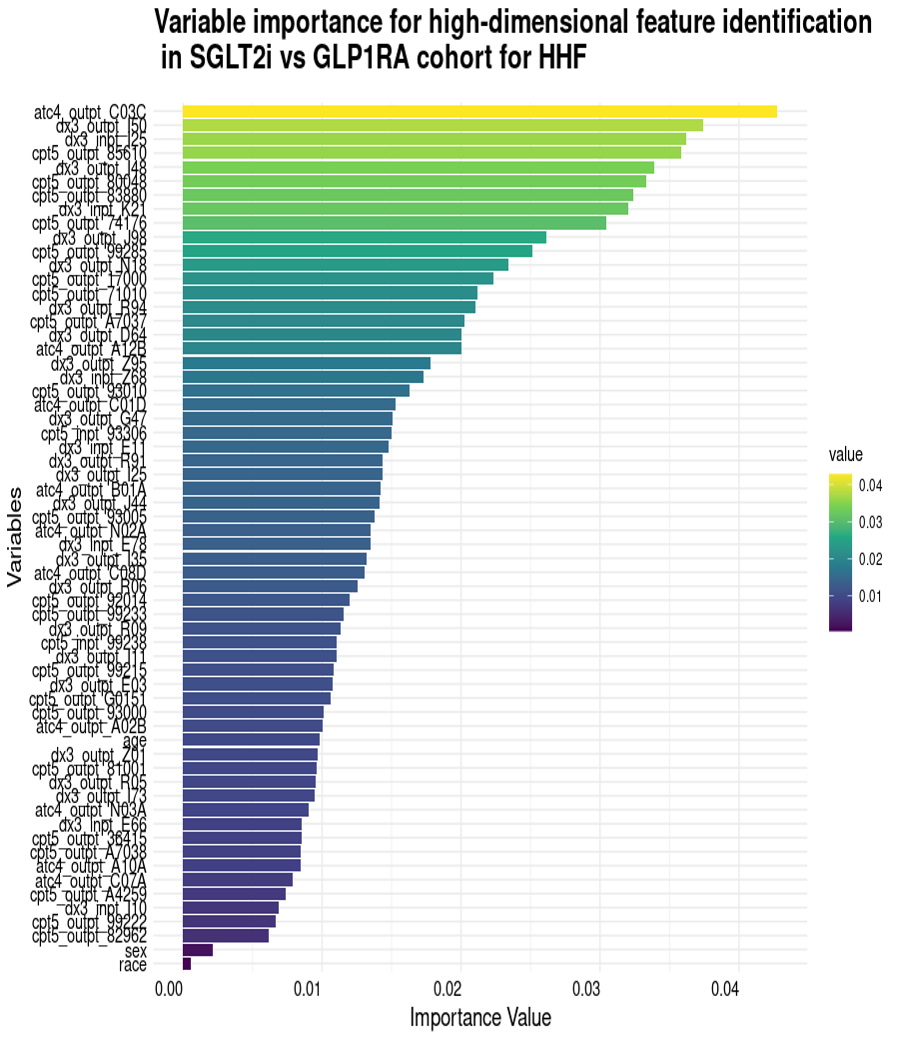 Variable importance for high-dimensional feature identification
in SGLT2i vs GLP1RA cohort for HHF
atc4_outpt_C03C
dx3_outpt_I50
dx3_inpt_I25
cpt5_outpt_85610
dx3_outpt_I48
cpt5_outpt_80048
cpt5_outpt_83880
dx3_inpt_K21
cpt5_outpt_74176
dx3_outpt_J98
cpt5_outpt_99285
dx3_outpt_N18
cpt5_outpt_17000
cpt5_outpt_71010
dx3_outpt_R94
cpt5_outpt_A7037
dx3_outpt_D64
atc4_outpt_A12B
dx3_outpt_Z95
dx3_inpt_Z68
cpt5_outpt_93010
atc4_outpt_C01D
dx3_outpt_G47
cpt5_inpt_93306
dx3_inpt_E11
dx3_outpt_R91
dx3_outpt_I25
atc4_outpt_B01A
dx3_outpt_J44
cpt5_outpt_93005
atc4_outpt_N02A
dx3_inpt_E78
dx3_outpt_I35
atc4_outpt_C08D
dx3_outpt_R06
cpt5_outpt_92014
cpt5_outpt_99233
dx3_outpt_R09
cpt5_inpt_99238
dx3_outpt_I11
cpt5_outpt_99215
dx3_outpt_E03
cpt5_outpt_G0151
cpt5_outpt_93000
atc4_outpt_A02B
age
dx3_outpt_Z01
cpt5_outpt_81001
dx3_outpt_R05
dx3_outpt_I73
atc4_outpt_N03A
dx3_inpt_E66
cpt5_outpt_36415
cpt5_outpt_A7038
atc4_outpt_A10A
atc4_outpt_C07A
cpt5_outpt_A4259
dx3_inpt_I10
cpt5_outpt_99222
cpt5_outpt_82962
sex
race
Variables
0.00 0.01 0.02 0.03 0.04
Importance Value
value
0.04
0.03
0.02
0.01